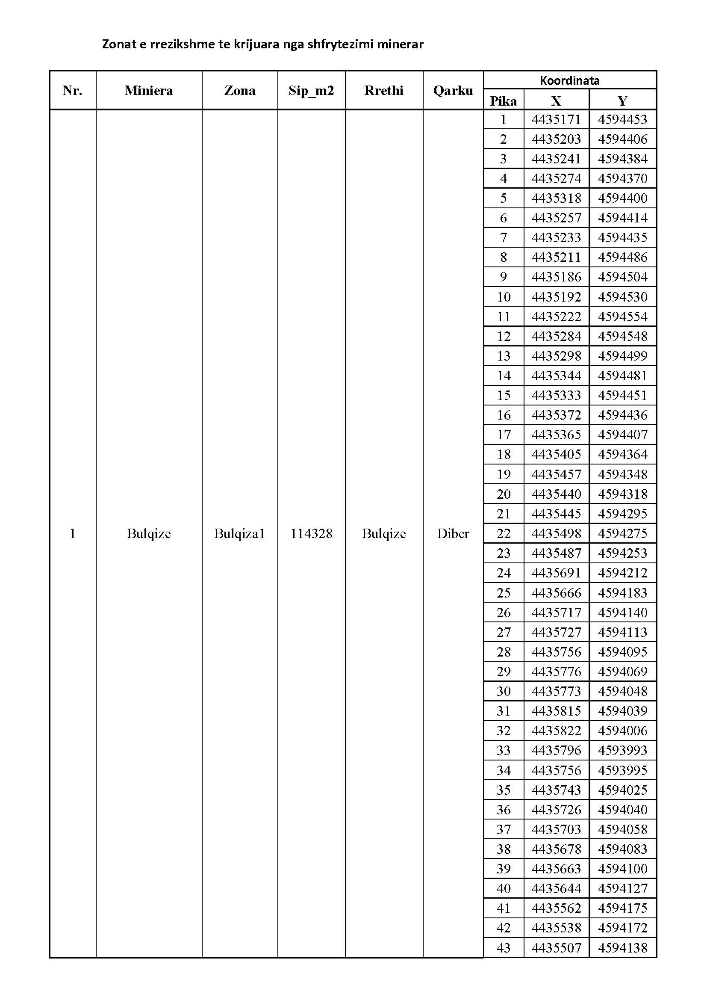 Zonat e rrezikshme te krijuara nga shfrytezimi minerar
Nr. Miniera Zona Sip_m2 Rrethi Qarku Koordinata
Pika X Y
1 4435171 4594453
2 4435203 4594406
3 4435241 4594384
4 4435274 4594370
5 4435318 4594400
6 4435257 4594414
7 4435233 4594435
8 4435211 4594486
9 4435186 4594504
10 4435192 4594530
11 4435222 4594554
12 4435284 4594548
13 4435298 4594499
14 4435344 4594481
15 4435333 4594451
16 4435372 4594436
17 4435365 4594407
18 4435405 4594364
19 4435457 4594348
20 4435440 4594318
21 4435445 4594295
1 Bulqize Bulqiza1 114328 Bulqize Diber 22 4435498 4594275
23 4435487 4594253
24 4435691 4594212
25 4435666 4594183
26 4435717 4594140
27 4435727 4594113
28 4435756 4594095
29 4435776 4594069
30 4435773 4594048
31 4435815 4594039
32 4435822 4594006
33 4435796 4593993
34 4435756 4593995
35 4435743 4594025
36 4435726 4594040
37 4435703 4594058
38 4435678 4594083
39 4435663 4594100
40 4435644 4594127
41 4435562 4594175
42 4435538 4594172
43 4435507 4594138